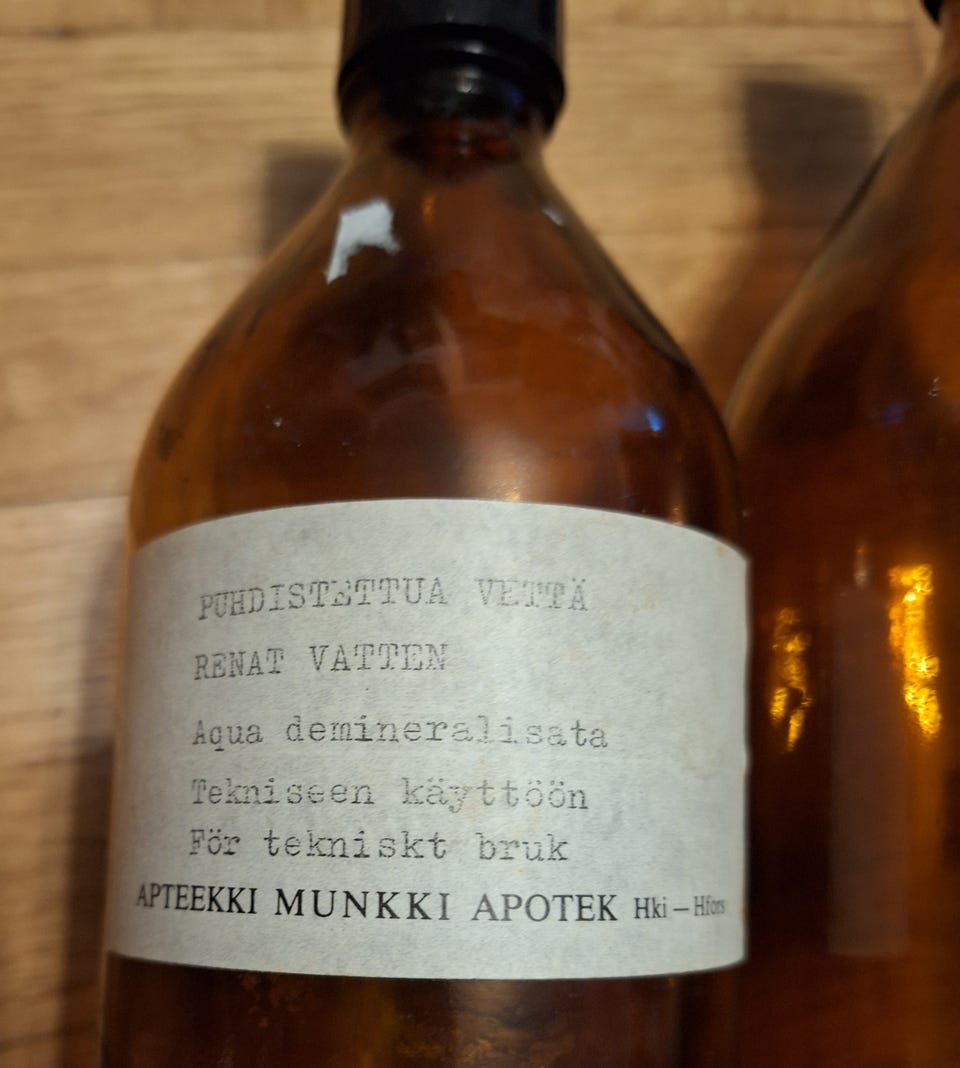 PUHDISTETTUA VETTÄ
RENAT VATTEN
Aqua demineralisata
Tekniseen käyttöön
För tekniskt bruk
APTEEKKI MUNKKI APOTEK Hki – Hfors